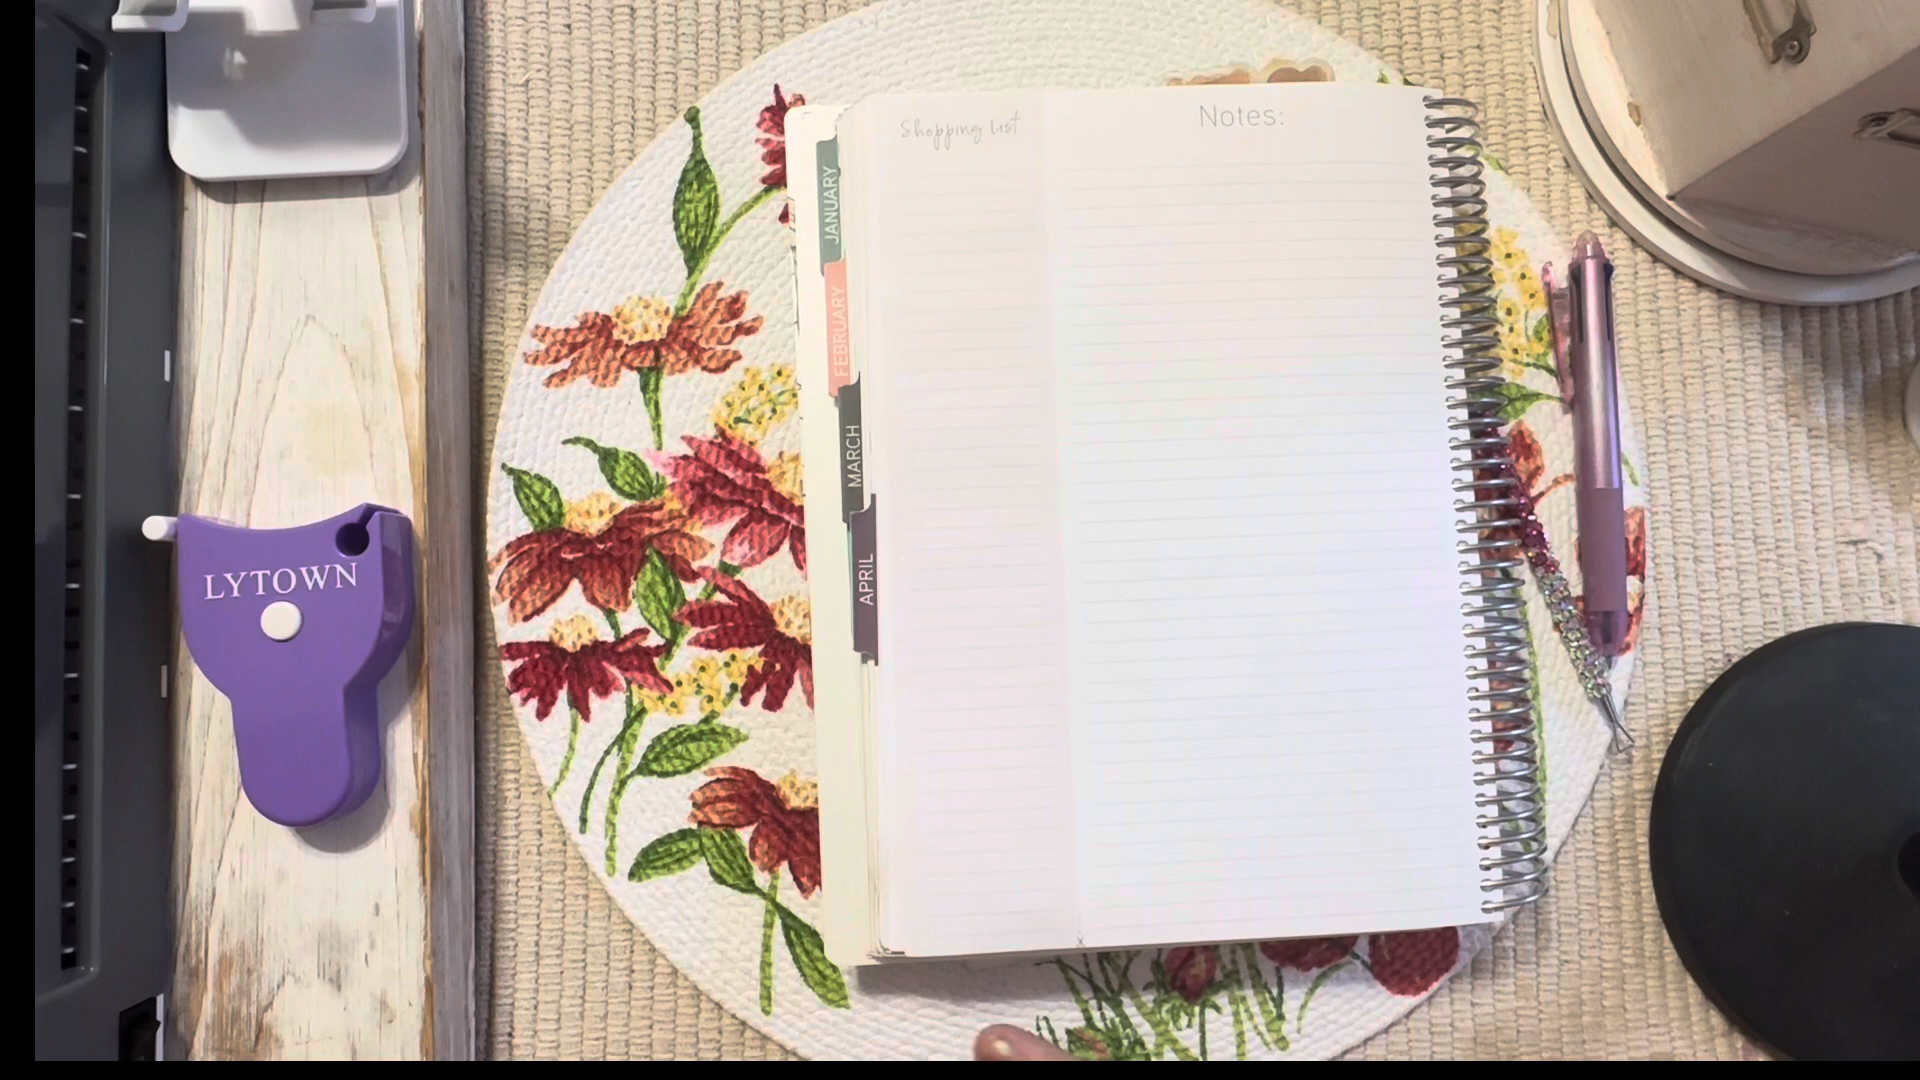 Shopping List
Notes:
JANUARY
FEBRUARY
MARCH
APRIL
LYTOWN